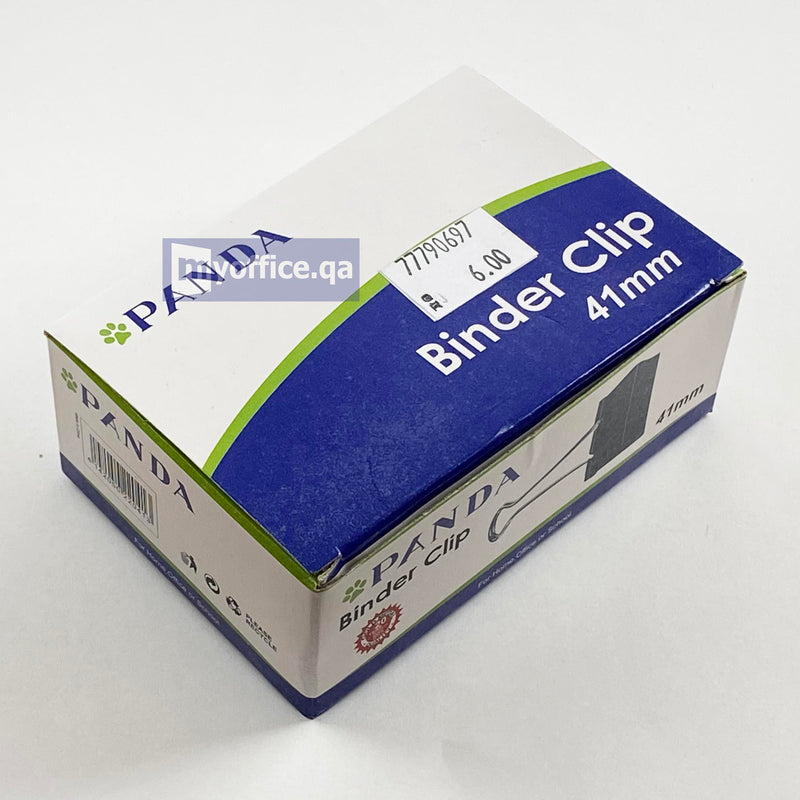 PANDA
myoffice.qa
77790697
6.00
Binder Clip
41mm
PANDA
For Home, Office or School
PLEASE
RECYCLE
PANDA
Binder Clip
41mm
For Home, Office or School